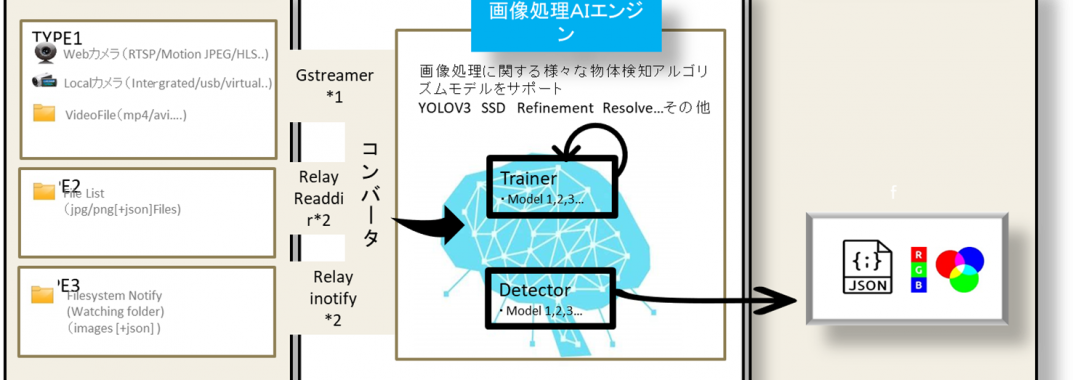 画像処理AIエンジ
ン
TYPE1
Webカメラ（RTSP/Motion JPEG/HLS..)
Localカメラ（Intergrated/usb/virtual..)
VideoFile（mp4/avi....)
'E2
File List
（jpg/png[+json]Files)
'E3
Filesystem Notify
(Watching folder)
（images [+json] )
Gstreamer
*1
Relay
Readdi
r*2
Relay
inotify
*2
コンバータ
画像処理に関する様々な物体検知アルゴリ
ズムモデルをサポート
YOLOV3 SSD Refinement Resolve...その他
Trainer
・Model 1,2,3...
Detector
・Model 1,2,3...
f
{;}
JSON
R
G
B